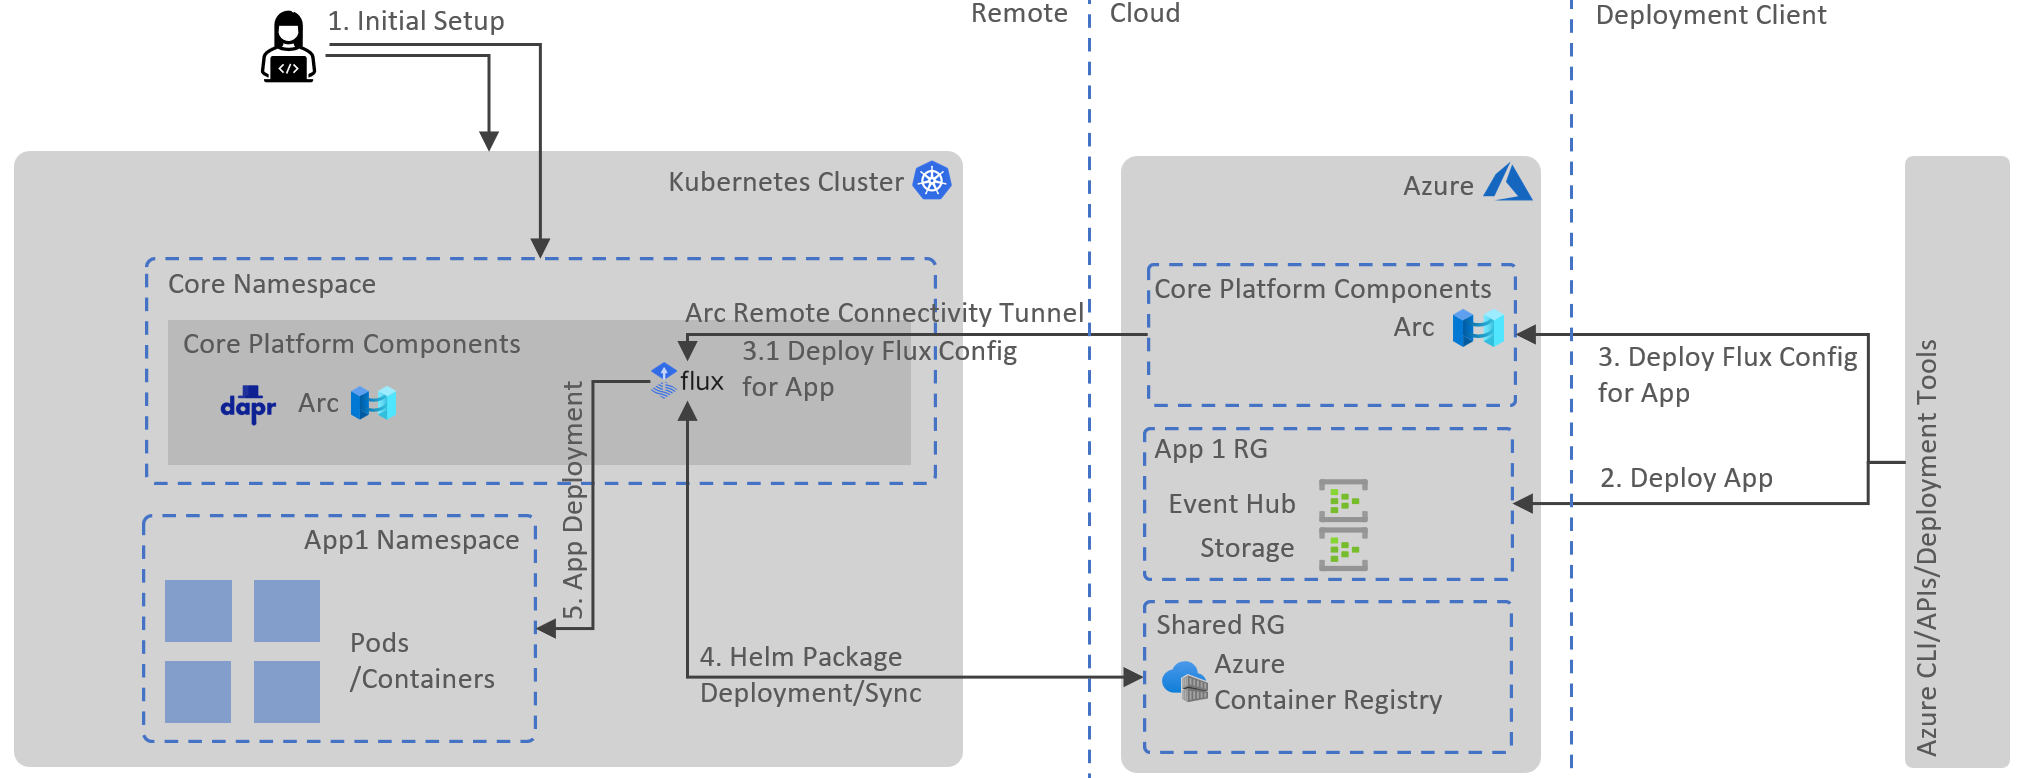 1. Initial Setup
Remote
Cloud
Deployment Client
</>
Kubernetes Cluster
Azure
Core Namespace
Core Platform Components
dapr
Arc
flux
Arc Remote Connectivity Tunnel
3.1 Deploy Flux Config
for App
Core Platform Components
Arc
3. Deploy Flux Config
for App
App 1 RG
Event Hub
Storage
2. Deploy App
Azure CLI/APIs/Deployment Tools
App1 Namespace
Pods
/Containers
5. App Deployment
4. Helm Package
Deployment/Sync
Shared RG
Azure
Container Registry